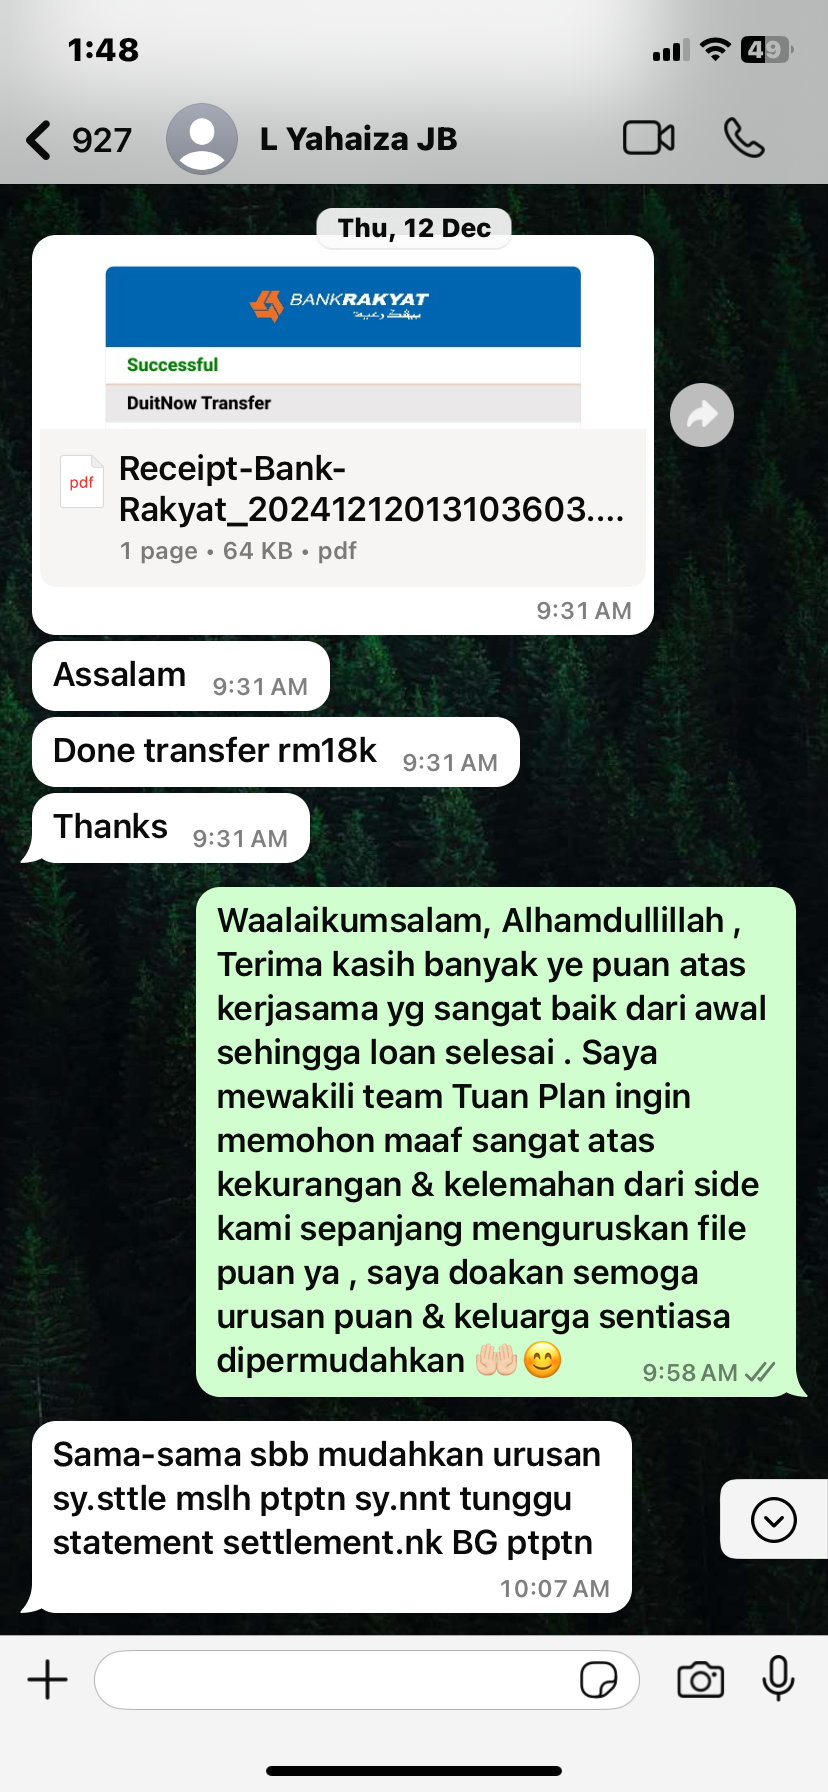 1:48
49
927
L Yahaiza JB
Thu, 12 Dec
BANKRAKYAT
Successful
DuitNow Transfer
pdf
Receipt-Bank-
Rakyat_20241212013103603....
1 page • 64 KB • pdf
9:31 AM
Assalam 9:31 AM
Done transfer rm18k 9:31 AM
Thanks 9:31 AM
Waalaikumsalam, Alhamdullillah ,
Terima kasih banyak ye puan atas
kerjasama yg sangat baik dari awal
sehingga loan selesai . Saya
mewakili team Tuan Plan ingin
memohon maaf sangat atas
kekurangan & kelemahan dari side
kami sepanjang menguruskan file
puan ya , saya doakan semoga
urusan puan & keluarga sentiasa
dipermudahkan 🤲🏻😊 9:58 AM
Sama-sama sbb mudahkan urusan
sy.sttle mslh ptptn sy.nnt tunggu
statement settlement.nk BG ptptn
10:07 AM